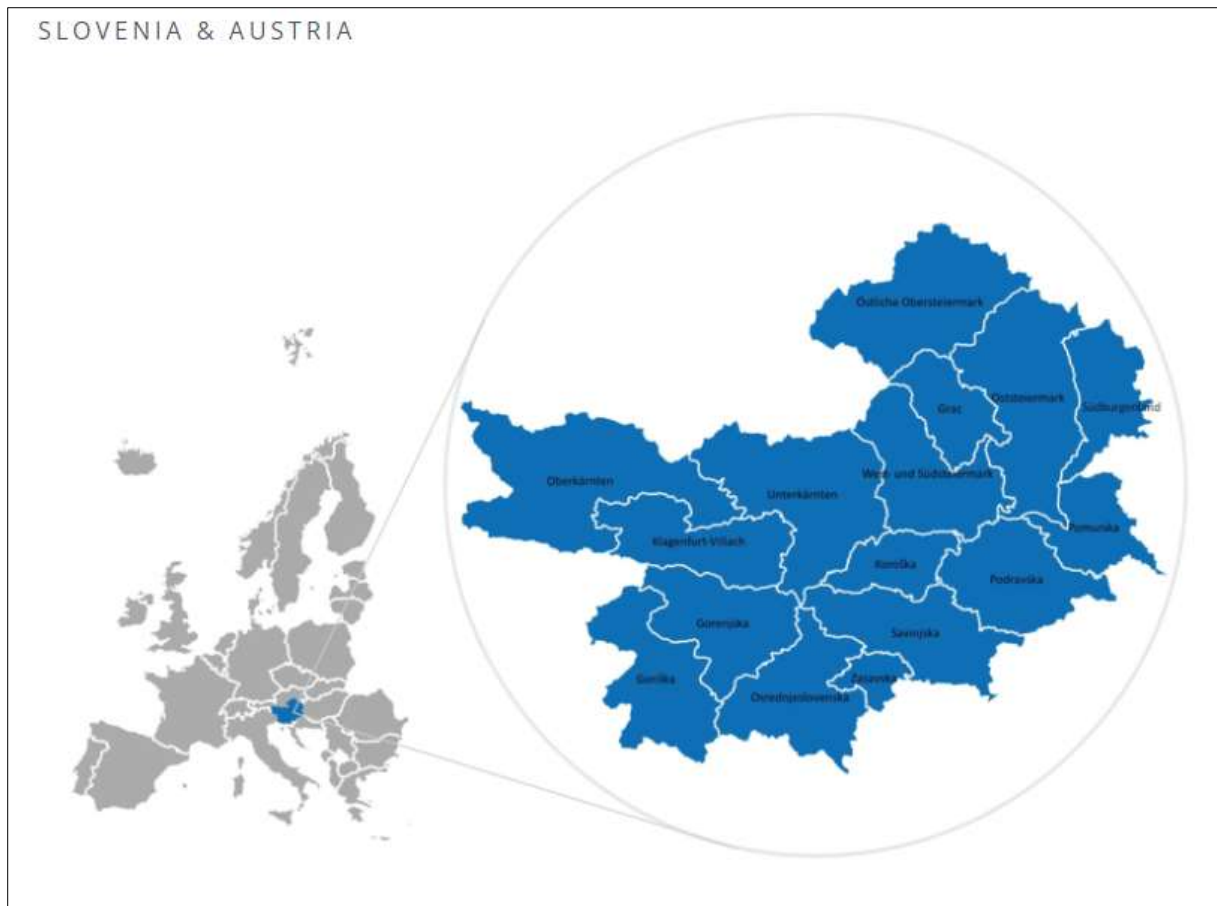 SLOVENIA & AUSTRIA
Östliche Obersteiermark
Graz
Oststeiermark
Südburgenland
Oberkärnten
Unterkärnten
West- und Südsteiermark
Pomurska
Klagenfurt-Villach
Koroška
Podravska
Gorenjska
Savinjska
Goriška
Osrednjeslovenska
Zasavska